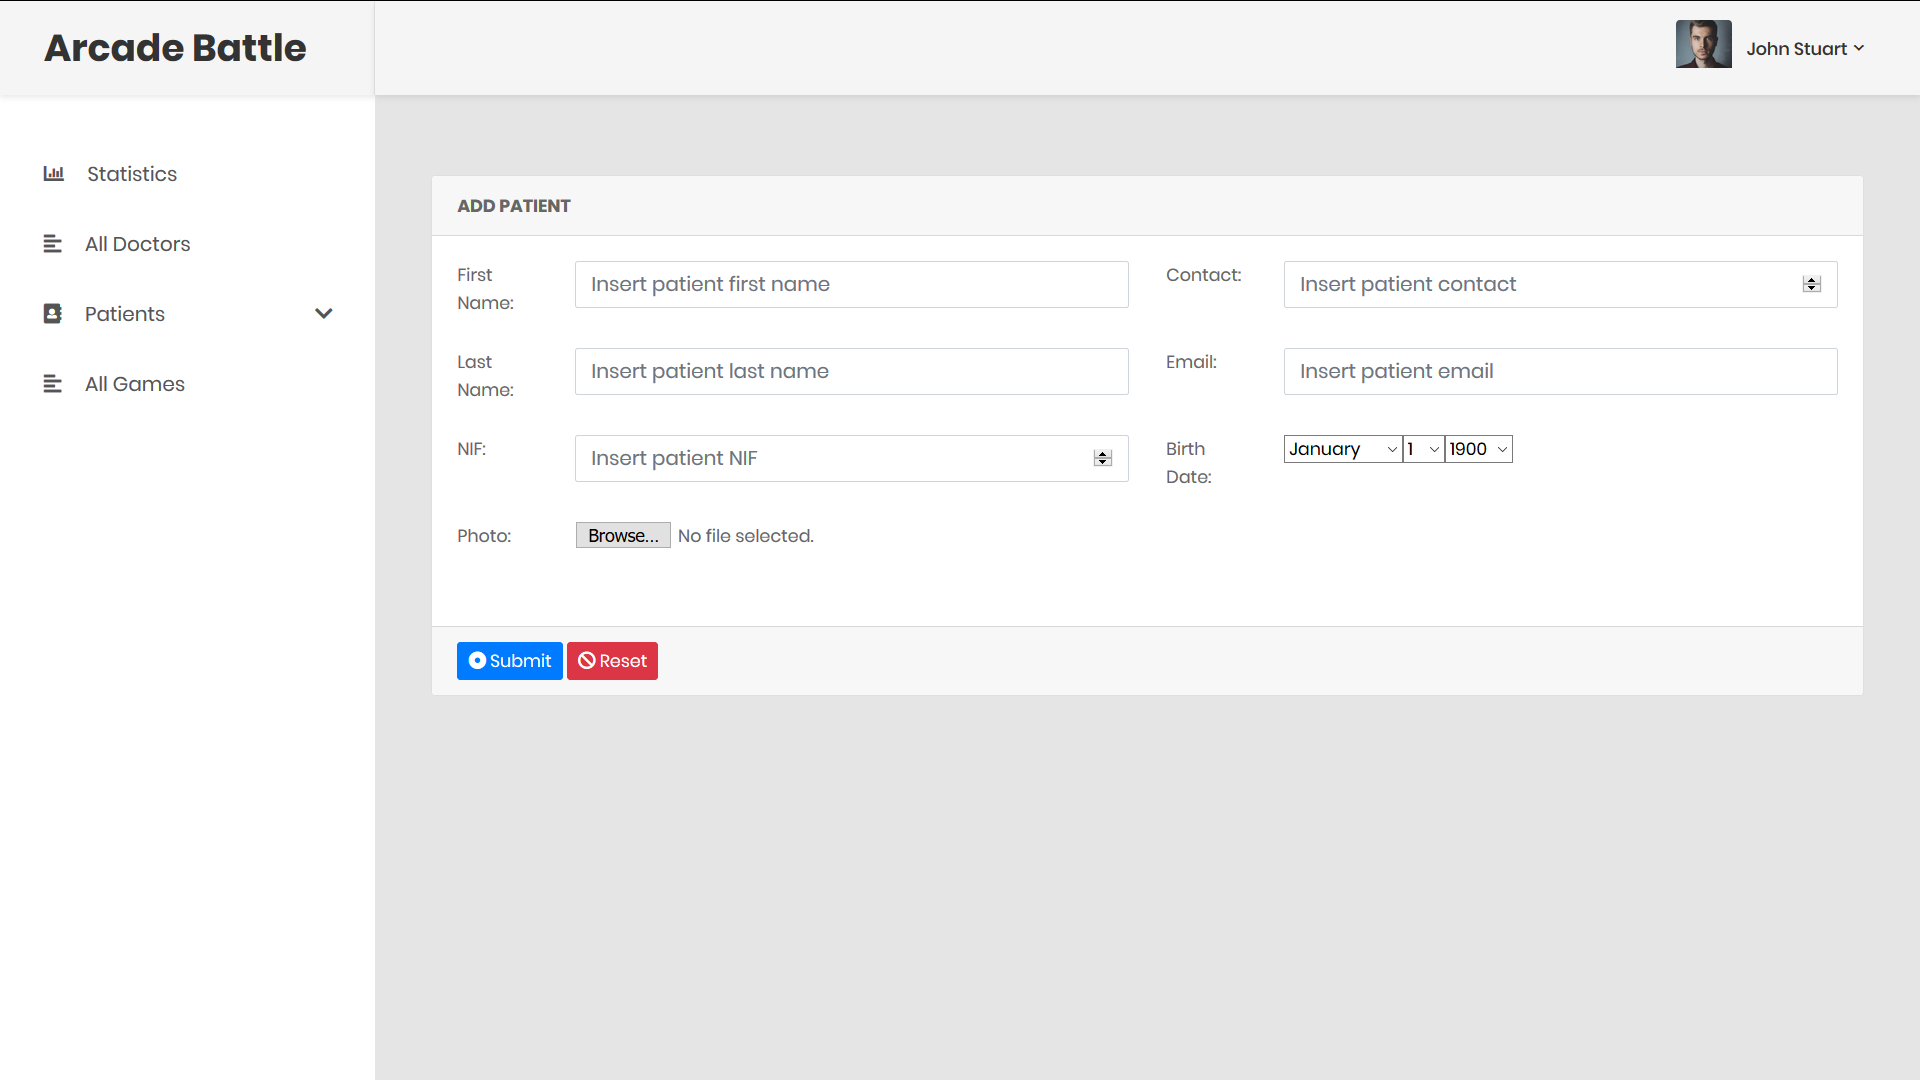 Arcade Battle
John Stuart
Statistics
All Doctors
Patients
All Games
ADD PATIENT
First
Name:
Insert patient first name
Contact:
Insert patient contact
Last
Name:
Insert patient last name
Email:
Insert patient email
NIF:
Insert patient NIF
Birth
Date:
January 1 1900
Photo:
Browse... No file selected.
Submit Reset